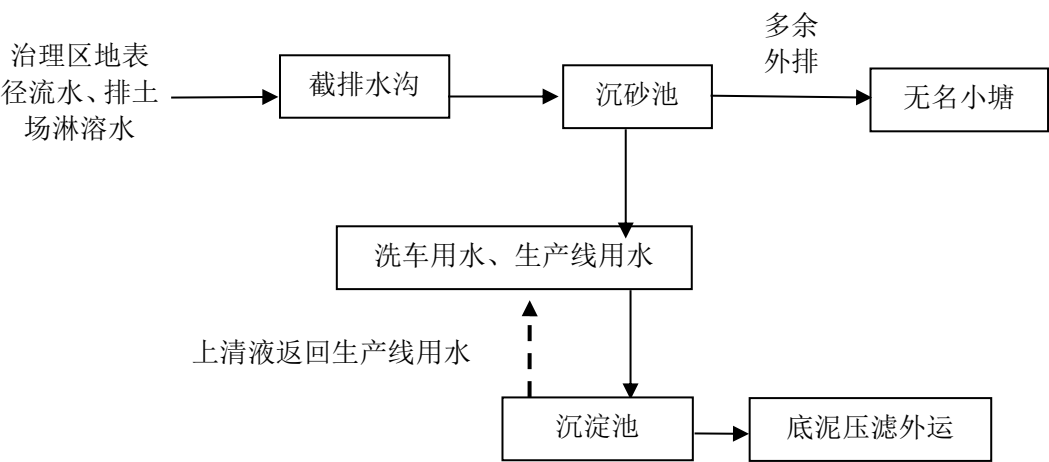 治理区地表
径流水、排土
场淋溶水
截排水沟
沉砂池
多余
外排
无名小塘
洗车用水、生产线用水
上清液返回生产线用水
沉淀池
底泥压滤外运